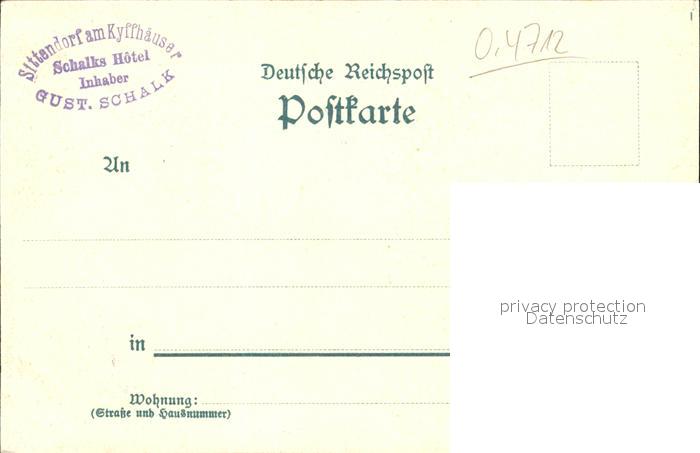 Sittendorf am Kyffhäuser
Schalks Hôtel
Inhaber
GUST. SCHALK
0.4712
Deutsche Reichspost
Postkarte
An
in
Wohnung:
(Straße und Hausnummer)
privacy protection
Datenschutz